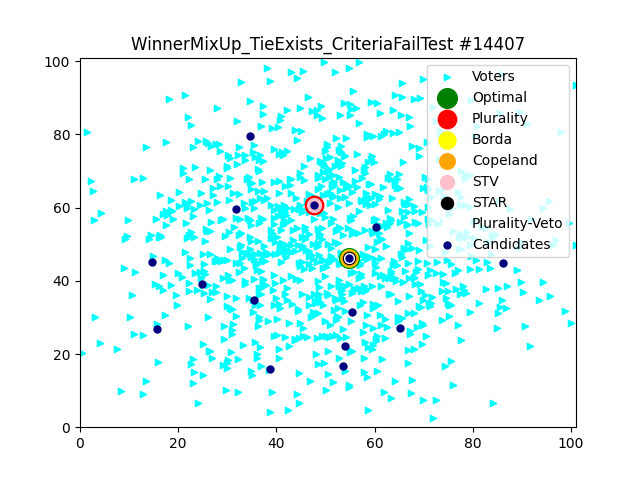 WinnerMixUp_TieExists_CriteriaFailTest #14407
100
80
60
40
20
0
0 20 40 60 80 100
Voters
Optimal
Plurality
Borda
Copeland
STV
STAR
Plurality-Veto
Candidates